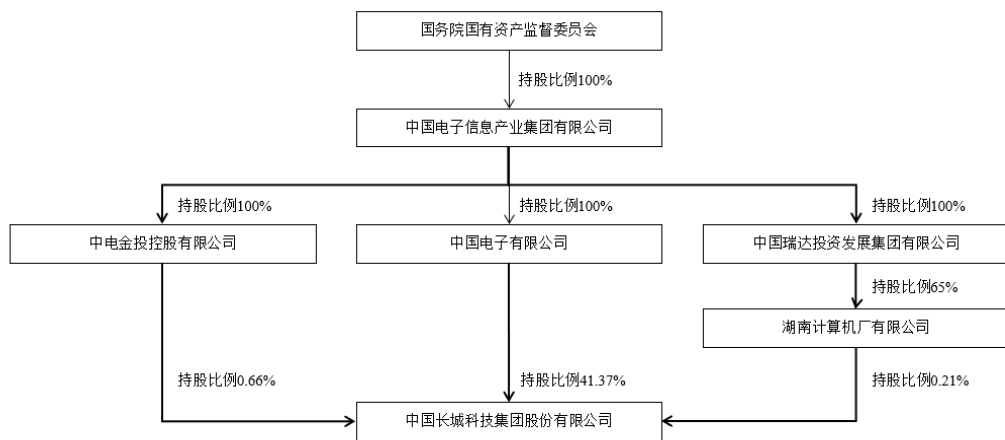 国务院国有资产监督委员会
持股比例100%
中国电子信息产业集团有限公司
持股比例100%
持股比例100%
持股比例100%
中电金投控股有限公司
中国电子有限公司
中国瑞达投资发展集团有限公司
持股比例65%
湖南计算机厂有限公司
持股比例0.66%
持股比例41.37%
持股比例0.21%
中国长城科技集团股份有限公司